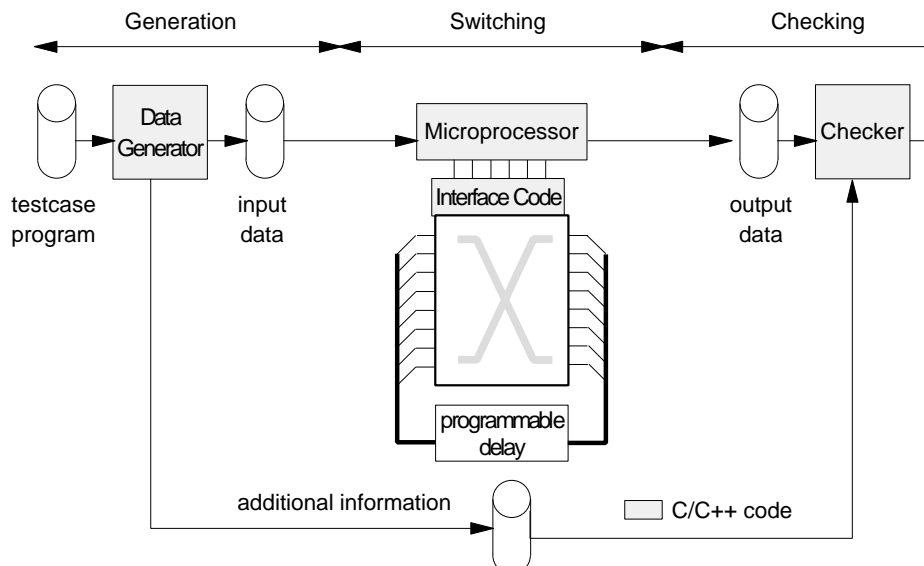 Generation
Switching
Checking
Data
Generator
Microprocessor
Checker
testcase
program
input
data
Interface Code
output
data
programmable
delay
additional information
C/C++ code